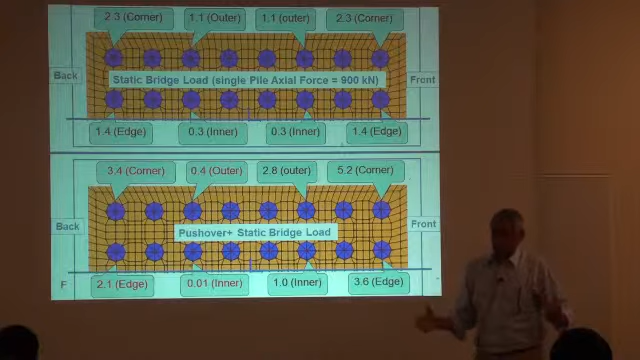 2.3 (Corner) 1.1 (Outer) 1.1 (outer) 2.3 (Corner)
Back Static Bridge Load (single Pile Axial Force = 900 kN) Front
1.4 (Edge) 0.3 (Inner) 0.3 (Inner) 1.4 (Edge)
3.4 (Corner) 0.4 (Outer) 2.8 (outer) 5.2 (Corner)
Back Pushover+ Static Bridge Load Front
F 2.1 (Edge) 0.01 (Inner) 1.0 (Inner) 3.6 (Edge)